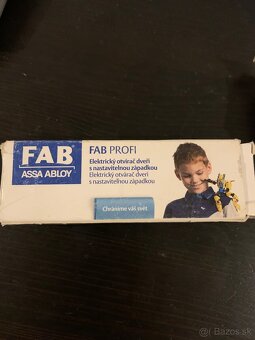 FAB
ASSA ABLOY
FAB PROFI
Elektrický otvírač dveří
s nastavitelnou západkou
Elektrický otvárač dverí
s nastaviteľnou západkou
Chráníme váš svět
© Bazos.sk